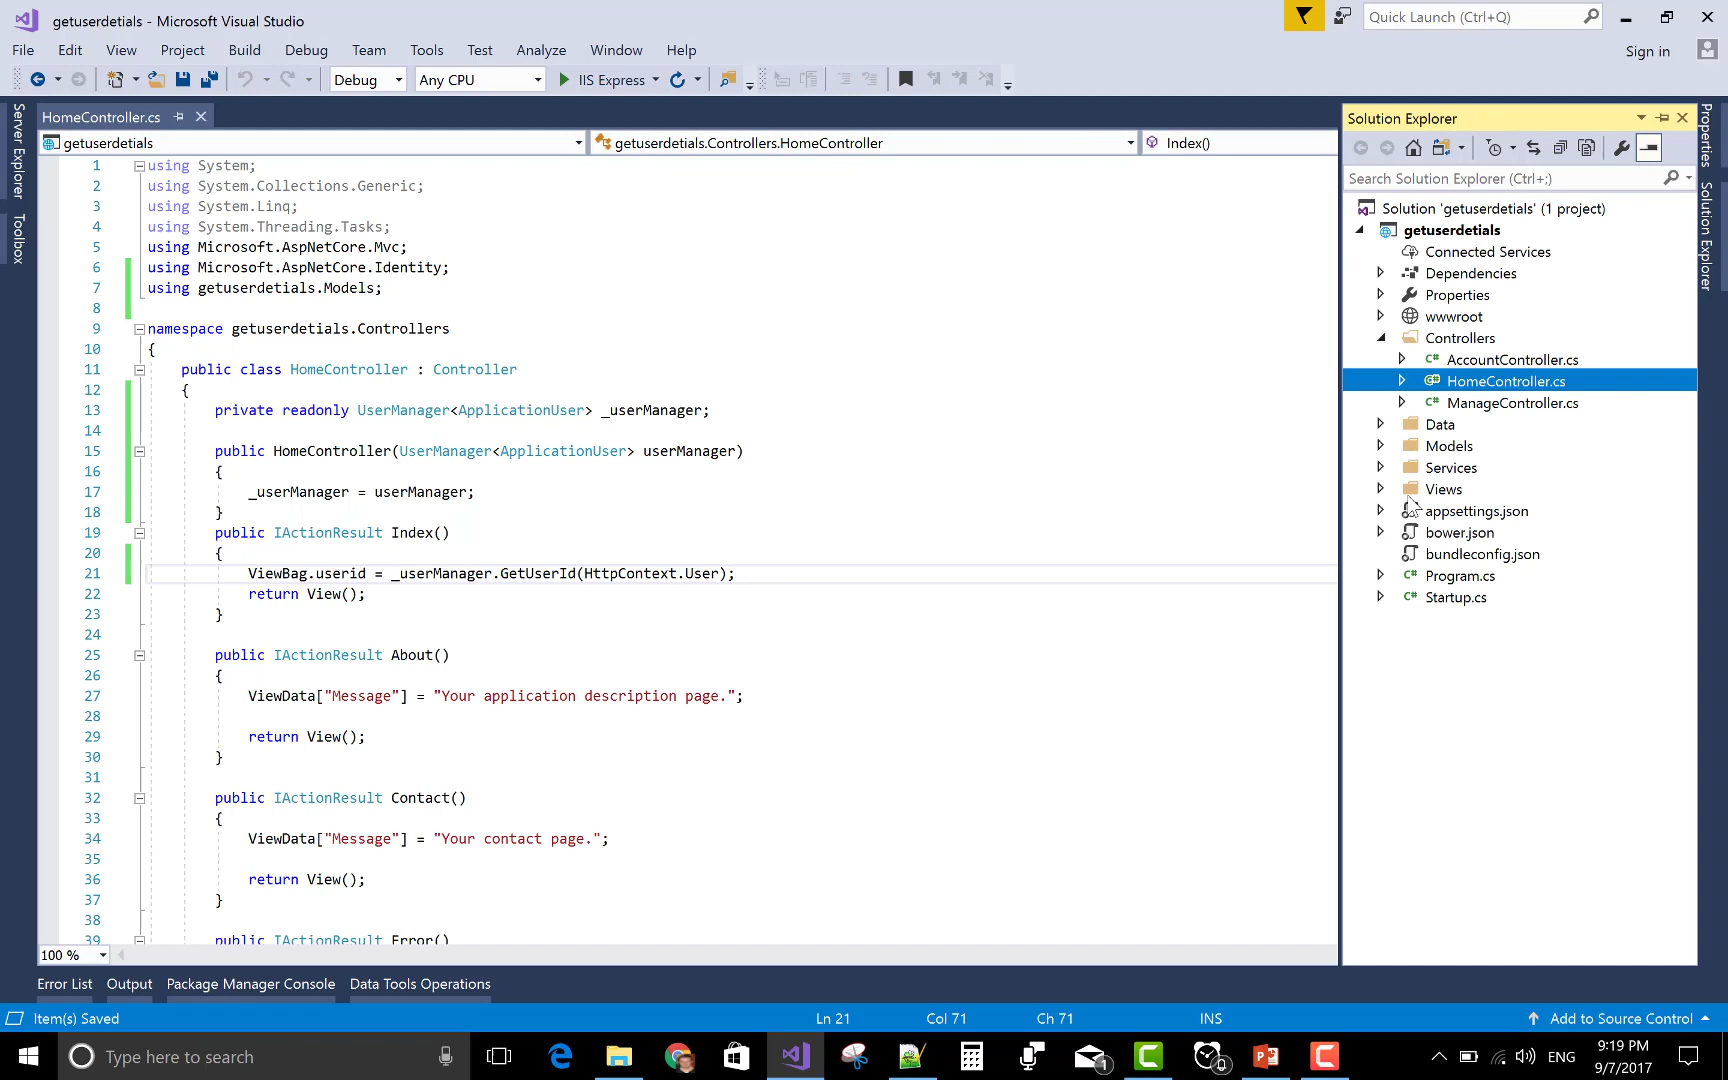 getuserdetials - Microsoft Visual Studio
Quick Launch (Ctrl+Q)
File Edit View Project Build Debug Team Tools Test Analyze Window Help
Sign in
Debug Any CPU IIS Express
Server Explorer
Toolbox
HomeController.cs
getuserdetials getuserdetials.Controllers.HomeController Index()
1 using System;
2 using System.Collections.Generic;
3 using System.Linq;
4 using System.Threading.Tasks;
5 using Microsoft.AspNetCore.Mvc;
6 using Microsoft.AspNetCore.Identity;
7 using getuserdetials.Models;
8
9 namespace getuserdetials.Controllers
10 {
11 public class HomeController : Controller
12 {
13 private readonly UserManager<ApplicationUser> _userManager;
14
15 public HomeController(UserManager<ApplicationUser> userManager)
16 {
17 _userManager = userManager;
18 }
19 public IActionResult Index()
20 {
21 ViewBag.userid = _userManager.GetUserId(HttpContext.User);
22 return View();
23 }
24
25 public IActionResult About()
26 {
27 ViewData["Message"] = "Your application description page.";
28
29 return View();
30 }
31
32 public IActionResult Contact()
33 {
34 ViewData["Message"] = "Your contact page.";
35
36 return View();
37 }
38
39 public IActionResult Error()
100 %
Solution Explorer
Search Solution Explorer (Ctrl+;)
Solution 'getuserdetials' (1 project)
getuserdetials
Connected Services
Dependencies
Properties
wwwroot
Controllers
C# AccountController.cs
C# HomeController.cs
C# ManageController.cs
Data
Models
Services
Views
appsettings.json
bower.json
bundleconfig.json
C# Program.cs
C# Startup.cs
Properties
Solution Explorer
Error List Output Package Manager Console Data Tools Operations
Item(s) Saved Ln 21 Col 71 Ch 71 INS Add to Source Control
Type here to search
1
0
ENG
9:19 PM
9/7/2017